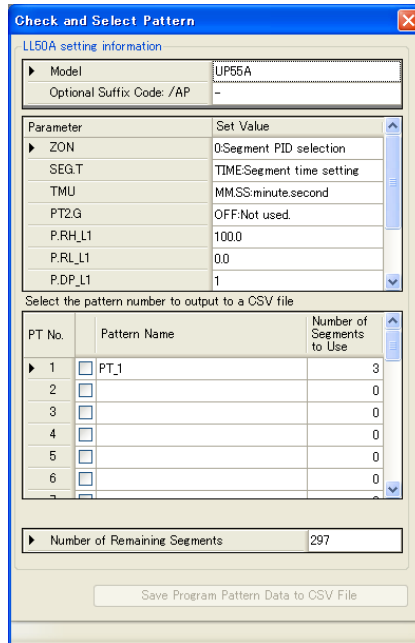 Check and Select Pattern
LL50A setting information
Model UP55A
Optional Suffix Code: /AP -
Parameter Set Value
ZON 0:Segment PID selection
SEG.T TIME:Segment time setting
TMU MM.SS:minute.second
PT2.G OFF:Not used.
P.RH_L1 100.0
P.RL_L1 0.0
P.DP_L1 1
Select the pattern number to output to a CSV file
PT No. Pattern Name Number of Segments to Use
1 PT_1 3
2 0
3 0
4 0
5 0
6 0
Number of Remaining Segments 297
Save Program Pattern Data to CSV File